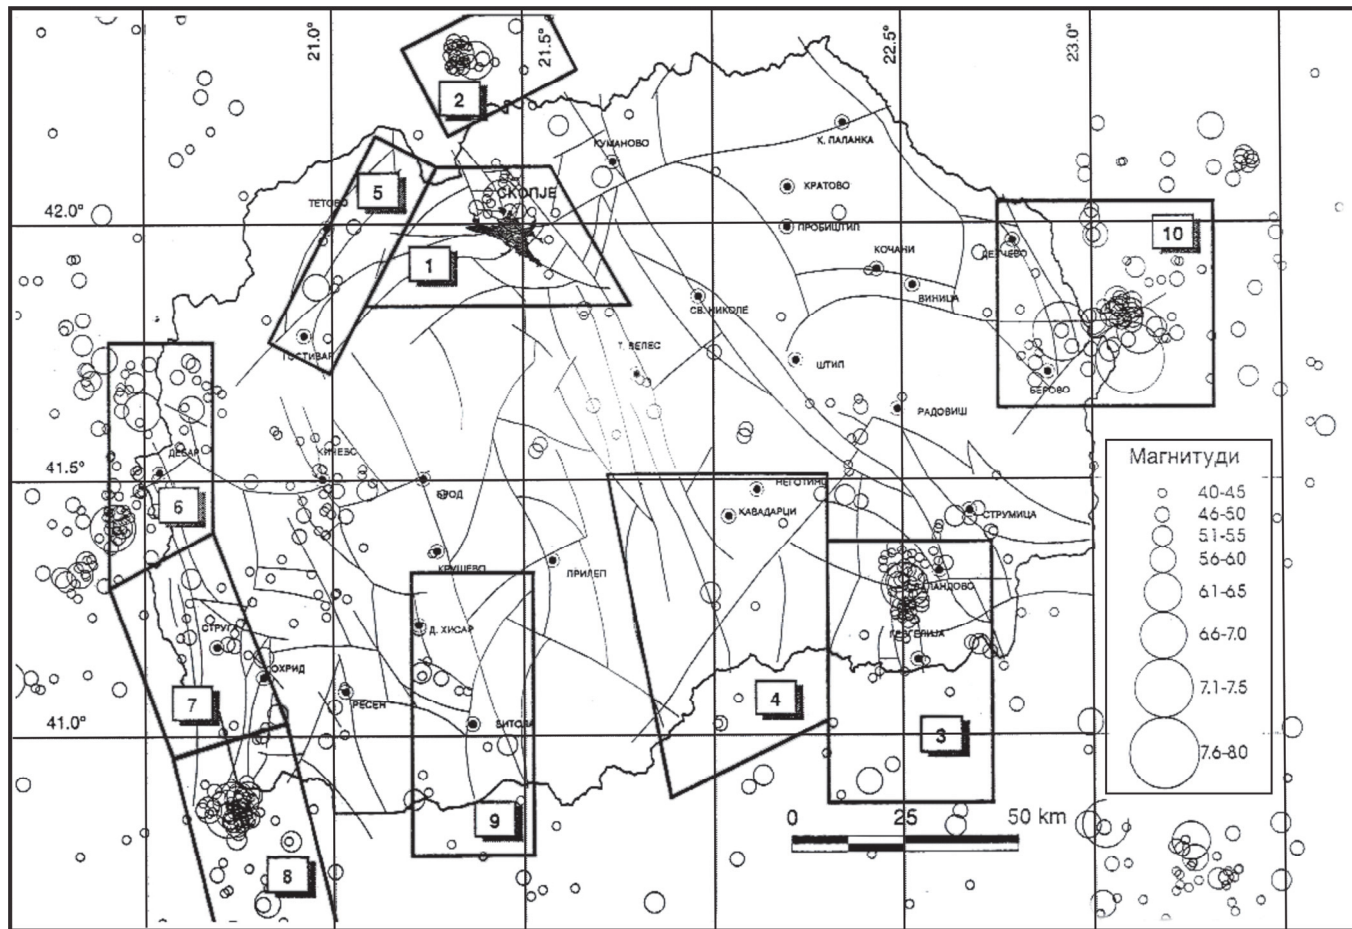 21.0°
21.5°
22.5°
23.0°
2
КУМАНОВО
К. ПАЛАНКА
5
СКОПЈЕ
КРАТОВО
ТЕТОВО
42.0°
ПРОБИШТИП
10
КОЧАНИ
ДЕЛЧЕВО
1
ВИНИЦА
СВ. НИКОЛЕ
Т. ВЕЛЕС
ГОСТИВАР
ШТИП
БЕРОВО
РАДОВИШ
ДЕБАР
КИЧЕВО
41.5°
БРОД
НЕГОТИНО
6
КАВАДАРЦИ
СТРУМИЦА
КРУШЕВО
ПРИЛЕП
ВАЛАНДОВО
СТРУГА
Д. ХИСАР
ГЕВГЕЛИЈА
ОХРИД
7
РЕСЕН
4
41.0°
БИТОЛА
3
9
8
0
25
50 km
Магнитуди
4.0-4.5
4.6-5.0
5.1-5.5
5.6-6.0
6.1-6.5
6.6-7.0
7.1-7.5
7.6-8.0